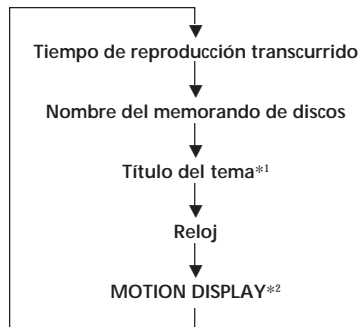 Tiempo de reproducción transcurrido
Nombre del memorando de discos
Título del tema*1
Reloj
MOTION DISPLAY*2